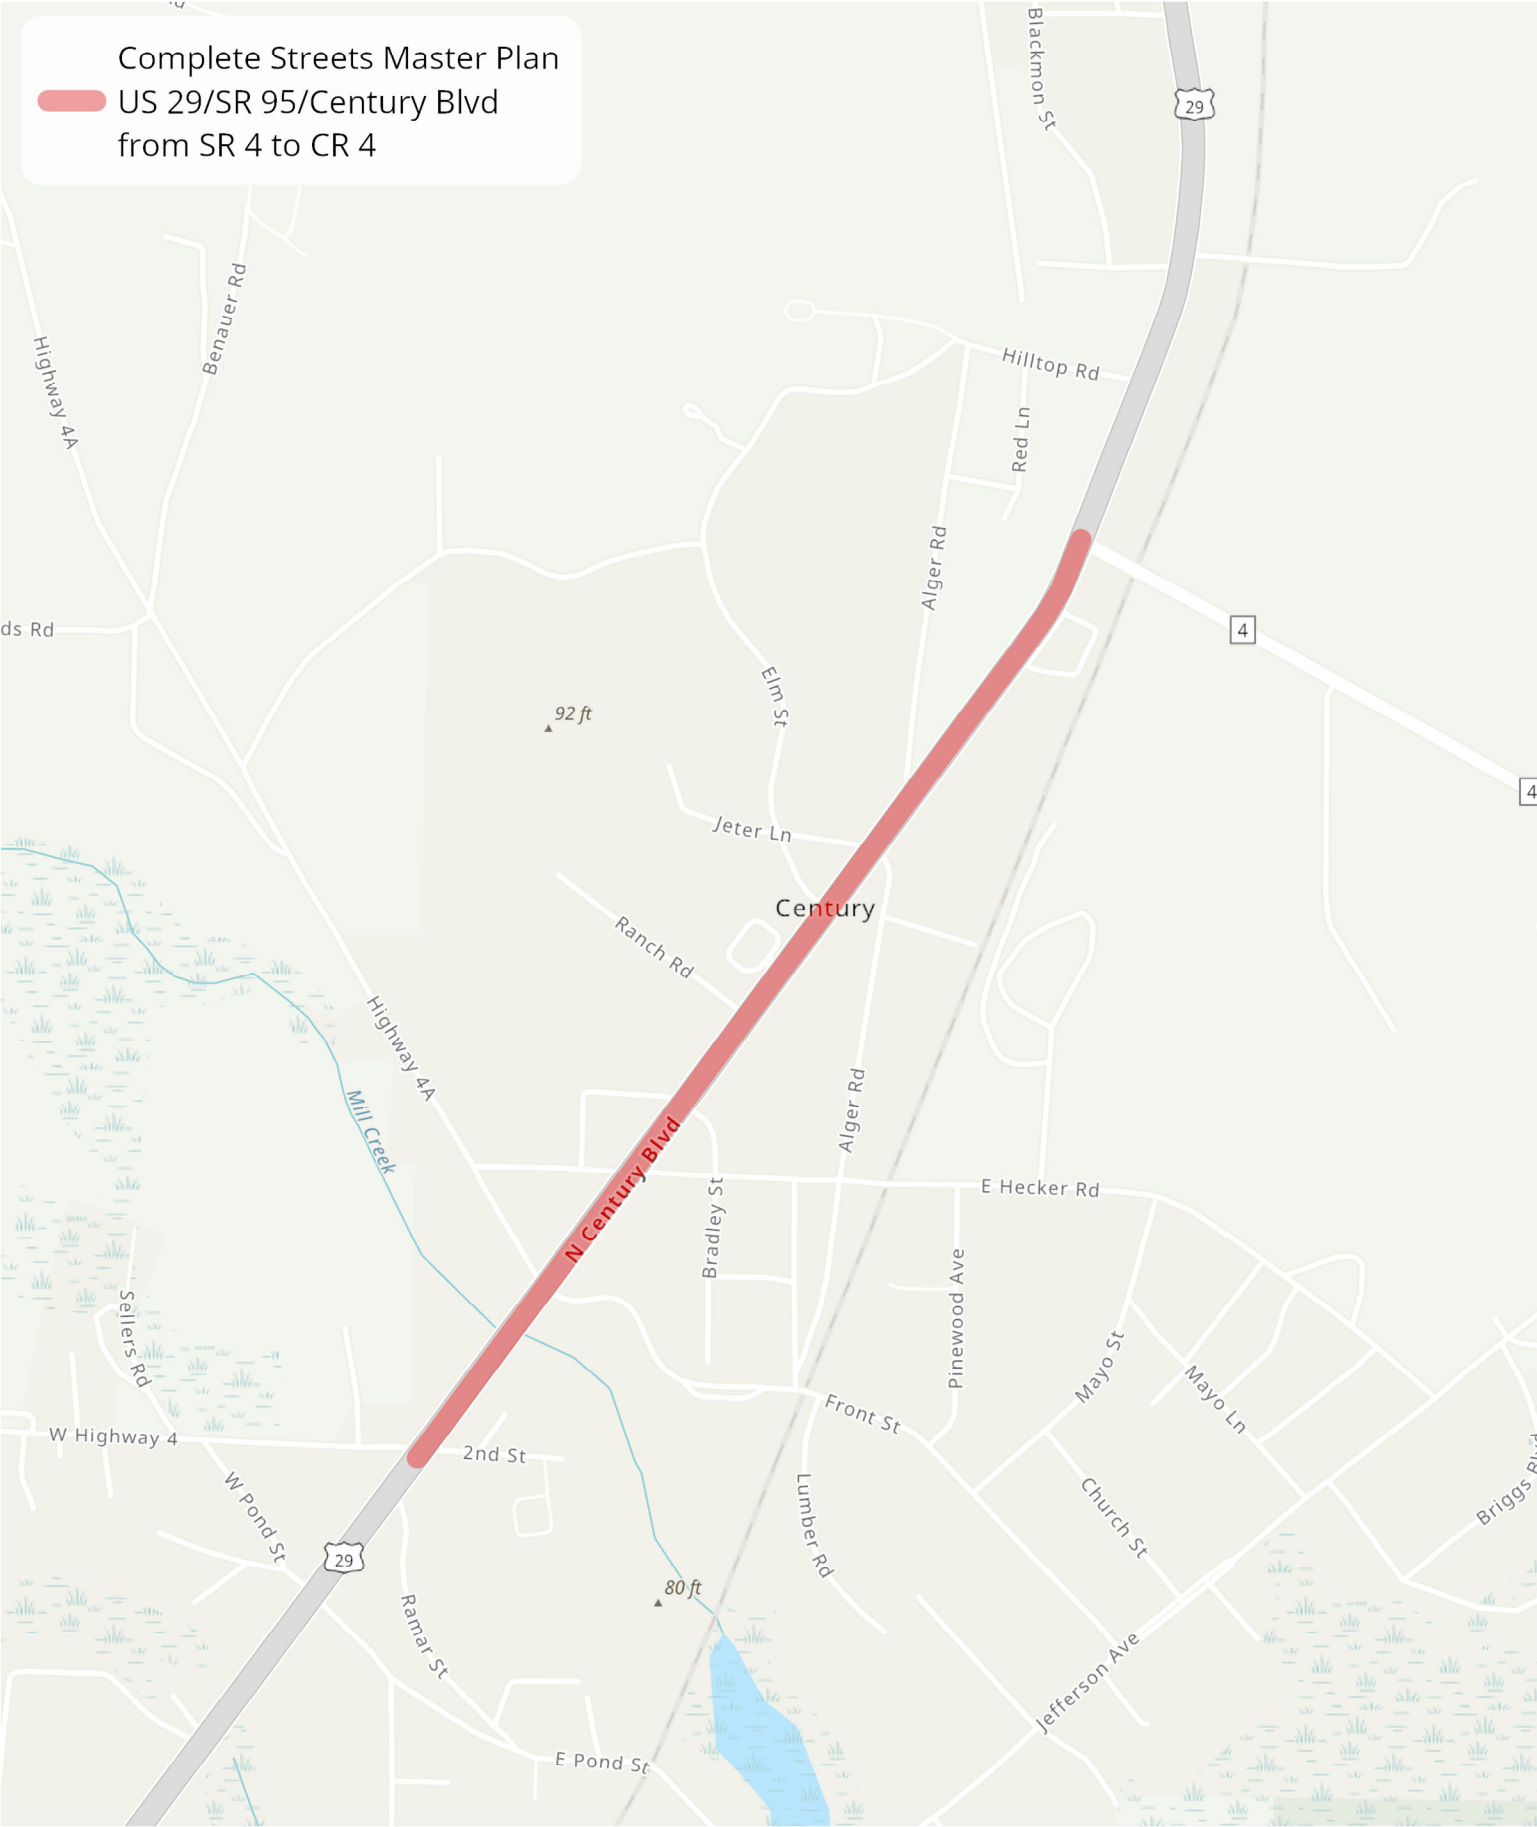 Complete Streets Master Plan
US 29/SR 95/Century Blvd
from SR 4 to CR 4
Blackmon St
29
Benauer Rd
Highway 4A
Hilltop Rd
Red Ln
Alger Rd
4
ds Rd
Elm St
92 ft
4
Jeter Ln
Century
Ranch Rd
Highway 4A
Mill Creek
Alger Rd
N Century Blvd
E Hecker Rd
Bradley St
Pinewood Ave
Sellers Rd
Mayo St
Mayo Ln
Front St
W Highway 4
2nd St
W Pond St
Lumber Rd
Church St
Briggs
29
80 ft
Ramar St
Jefferson Ave
E Pond St